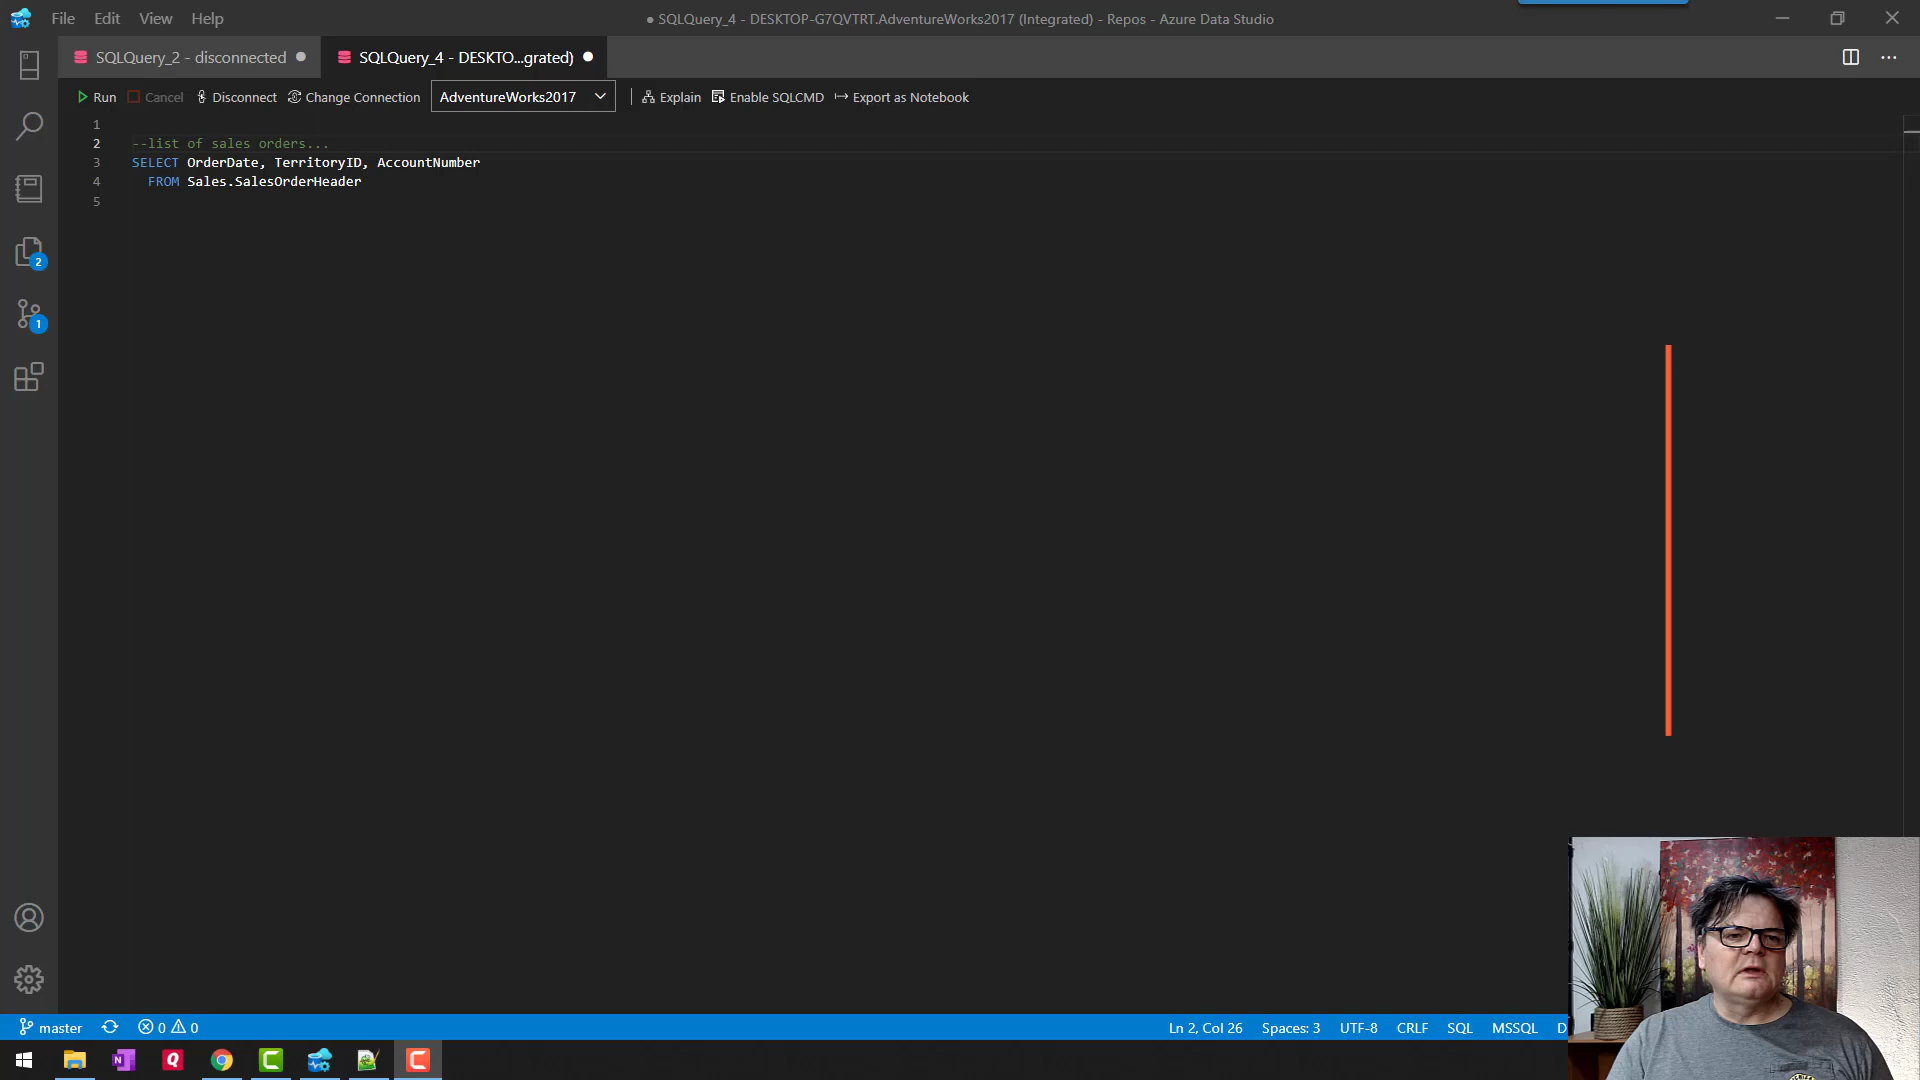 File Edit View Help
● SQLQuery_4 - DESKTOP-G7QVTRT.AdventureWorks2017 (Integrated) - Repos - Azure Data Studio
SQLQuery_2 - disconnected
SQLQuery_4 - DESKTO...grated)
Run Cancel Disconnect Change Connection AdventureWorks2017 Explain Enable SQLCMD Export as Notebook
1
2 --list of sales orders...
3 SELECT OrderDate, TerritoryID, AccountNumber
4 FROM Sales.SalesOrderHeader
5
2
1
master 0 0 Ln 2, Col 26 Spaces: 3 UTF-8 CRLF SQL MSSQL D